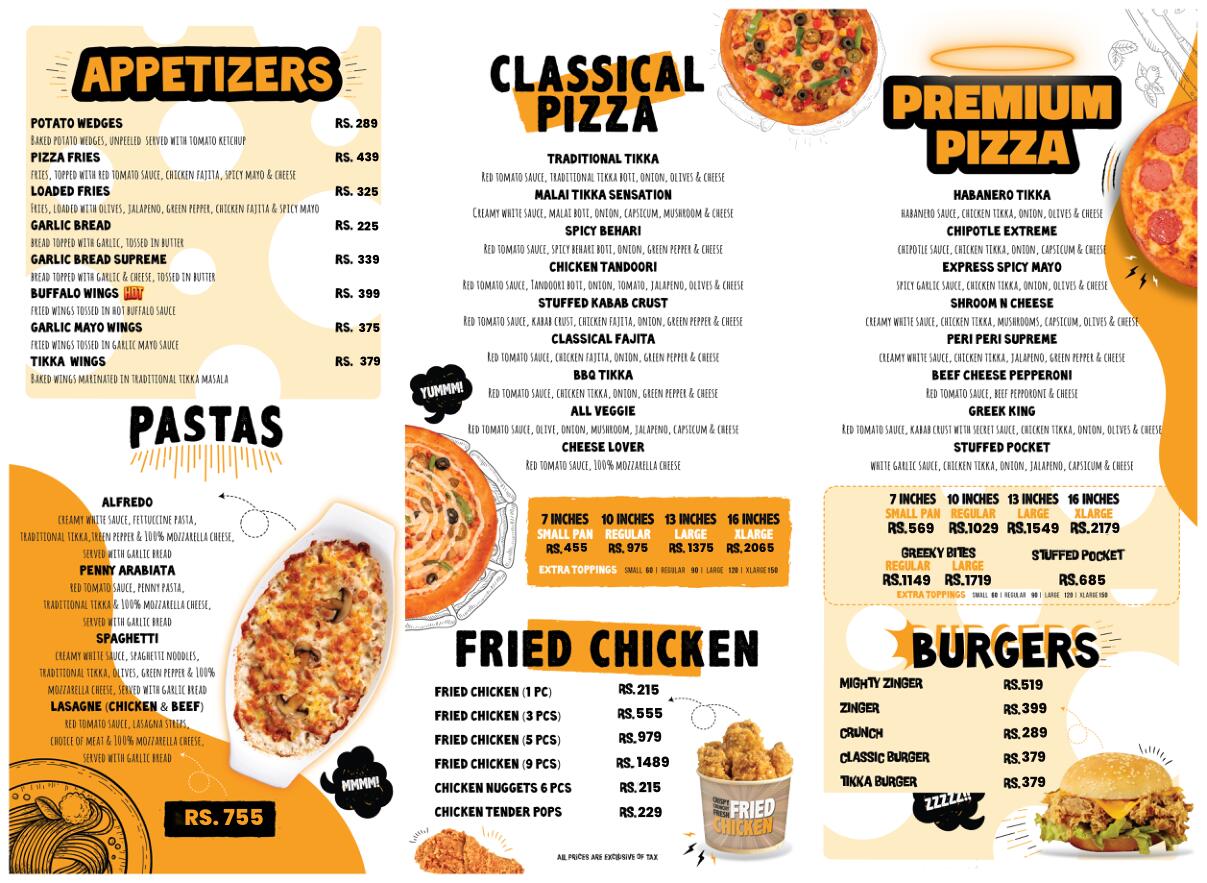 APPETIZERS
POTATO WEDGES RS. 289
BAKED POTATO WEDGES, UNPEELED SERVED WITH TOMATO KETCHUP
PIZZA FRIES RS. 439
FRIES, TOPPED WITH RED TOMATO SAUCE, CHICKEN FAJITA, SPICY MAYO & CHEESE
LOADED FRIES RS. 325
FRIES, LOADED WITH OLIVES, JALAPENO, GREEN PEPPER, CHICKEN FAJITA & SPICY MAYO
GARLIC BREAD RS. 225
BREAD TOPPED WITH GARLIC, TOSSED IN BUTTER
GARLIC BREAD SUPREME RS. 339
BREAD TOPPED WITH GARLIC & CHEESE, TOSSED IN BUTTER
BUFFALO WINGS HOT RS. 399
FRIED WINGS TOSSED IN HOT BUFFALO SAUCE
GARLIC MAYO WINGS RS. 375
FRIED WINGS TOSSED IN GARLIC MAYO SAUCE
TIKKA WINGS RS. 379
BAKED WINGS MARINATED IN TRADITIONAL TIKKA MASALA
PASTAS
ALFREDO
CREAMY WHITE SAUCE, FETTUCCINE PASTA,
TRADITIONAL TIKKA,TREEN PEPPER & 100% MOZZARELLA CHEESE,
SERVED WITH GARLIC BREAD
PENNY ARABIATA
RED TOMATO SAUCE, PENNY PASTA,
TRADITIONAL TIKKA & 100% MOZZARELLA CHEESE,
SERVED WITH GARLIC BREAD
SPAGHETTI
CREAMY WHITE SAUCE, SPAGHETTI NOODLES,
TRADITIONAL TIKKA, OLIVES, GREEN PEPPER & 100%
MOZZARELLA CHEESE, SERVED WITH GARLIC BREAD
LASAGNE (CHICKEN & BEEF)
RED TOMATO SAUCE, LASAGNA STRIPS,
CHOICE OF MEAT & 100% MOZZARELLA CHEESE,
SERVED WITH GARLIC BREAD
MMMM!
RS. 755
CLASSICAL
PIZZA
TRADITIONAL TIKKA
RED TOMATO SAUCE, TRADITIONAL TIKKA BOTI, ONION, OLIVES & CHEESE
MALAI TIKKA SENSATION
CREAMY WHITE SAUCE, MALAI BOTI, ONION, CAPSICUM, MUSHROOM & CHEESE
SPICY BEHARI
RED TOMATO SAUCE, SPICY BEHARI BOTI, ONION, GREEN PEPPER & CHEESE
CHICKEN TANDOORI
RED TOMATO SAUCE, TANDOORI BOTI, ONION, TOMATO, JALAPENO, OLIVES & CHEESE
STUFFED KABAB CRUST
RED TOMATO SAUCE, KABAB CRUST, CHICKEN FAJITA, ONION, GREEN PEPPER & CHEESE
CLASSICAL FAJITA
RED TOMATO SAUCE, CHICKEN FAJITA, ONION, GREEN PEPPER & CHEESE
BBQ TIKKA
RED TOMATO SAUCE, CHICKEN TIKKA, ONION, GREEN PEPPER & CHEESE
YUMMM!
ALL VEGGIE
RED TOMATO SAUCE, OLIVE, ONION, MUSHROOM, JALAPENO, CAPSICUM & CHEESE
CHEESE LOVER
RED TOMATO SAUCE, 100% MOZZARELLA CHEESE
7 INCHES 10 INCHES 13 INCHES 16 INCHES
SMALL PAN REGULAR LARGE XLARGE
RS. 455 RS. 975 RS. 1375 RS. 2065
EXTRA TOPPINGS SMALL 60 | REGULAR 90 | LARGE 120 | XLARGE 150
FRIED CHICKEN
FRIED CHICKEN (1 PC) RS. 215
FRIED CHICKEN (3 PCS) RS. 555
FRIED CHICKEN (5 PCS) RS. 979
FRIED CHICKEN (9 PCS) RS. 1489
CHICKEN NUGGETS 6 PCS RS. 215
CHICKEN TENDER POPS RS. 229
CRISPY
CRUNCHY
FRESH
FRIED
CHICKEN
ALL PRICES ARE EXCLUSIVE OF TAX
PREMIUM
PIZZA
HABANERO TIKKA
HABANERO SAUCE, CHICKEN TIKKA, ONION, OLIVES & CHEESE
CHIPOTLE EXTREME
CHIPOTLE SAUCE, CHICKEN TIKKA, ONION, CAPSICUM & CHEESE
EXPRESS SPICY MAYO
SPICY GARLIC SAUCE, CHICKEN TIKKA, ONION, OLIVES & CHEESE
SHROOM N CHEESE
CREAMY WHITE SAUCE, CHICKEN TIKKA, MUSHROOMS, CAPSICUM, OLIVES & CHEESE
PERI PERI SUPREME
CREAMY WHITE SAUCE, CHICKEN TIKKA, JALAPENO, GREEN PEPPER & CHEESE
BEEF CHEESE PEPPERONI
RED TOMATO SAUCE, BEEF PEPPORONI & CHEESE
GREEK KING
RED TOMATO SAUCE, KABAB CRUST WITH SECRET SAUCE, CHICKEN TIKKA, ONION, OLIVES & CHEESE
STUFFED POCKET
WHITE GARLIC SAUCE, CHICKEN TIKKA, ONION, JALAPENO, CAPSICUM & CHEESE
7 INCHES 10 INCHES 13 INCHES 16 INCHES
SMALL PAN REGULAR LARGE XLARGE
RS. 569 RS. 1029 RS. 1549 RS. 2179
GREEKY BITES STUFFED POCKET
REGULAR LARGE
RS. 1149 RS. 1719 RS. 685
EXTRA TOPPINGS SMALL 60 | REGULAR 90 | LARGE 120 | XLARGE 150
BURGERS
MIGHTY ZINGER RS. 519
ZINGER RS. 399
CRUNCH RS. 289
CLASSIC BURGER RS. 379
TIKKA BURGER RS. 379
ZZZZZ!!